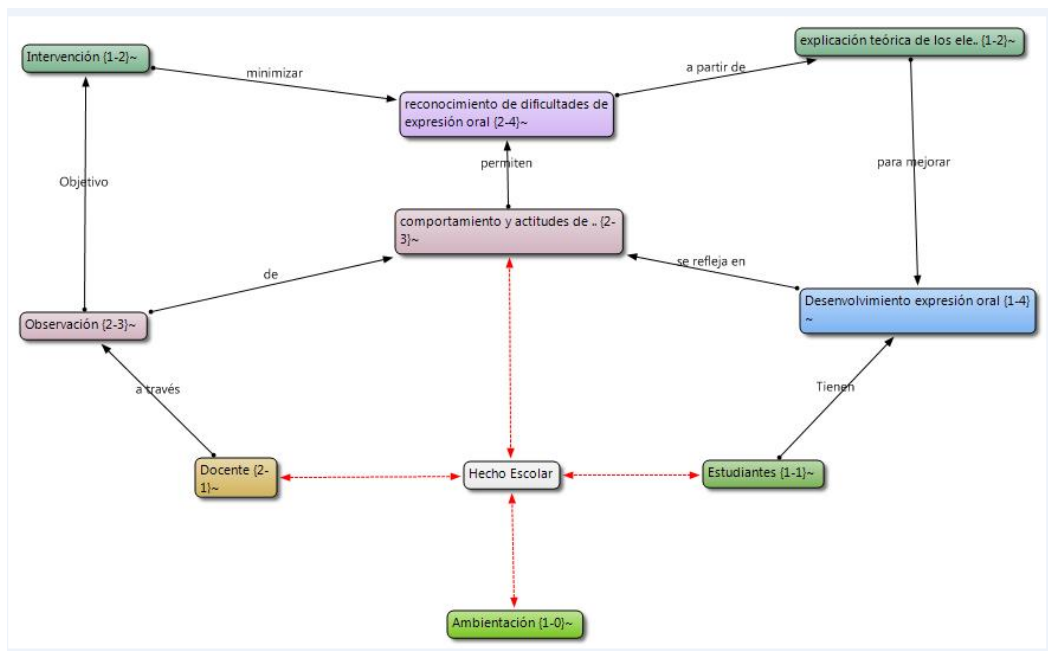 explicación teórica de los ele.. {1-2}~
Intervención {1-2}~
minimizar
a partir de
reconocimiento de dificultades de
expresión oral {2-4}~
permiten
para mejorar
Objetivo
comportamiento y actitudes de .. {2-
3}~
de
se refleja en
Desenvolvimiento expresión oral {1-4}
~
Observación {2-3}~
a través
Tienen
Docente {2-
1}~
Hecho Escolar
Estudiantes {1-1}~
Ambientación {1-0}~